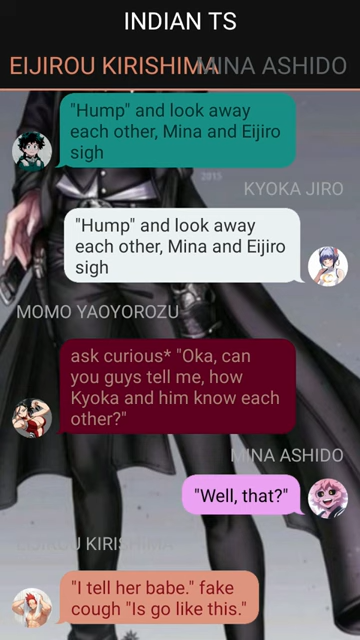 INDIAN TS
EIJIROU KIRISHIMA
MINA ASHIDO
"Hump" and look away
each other, Mina and Eijiro
sigh
2015
KYOKA JIRO
"Hump" and look away
each other, Mina and Eijiro
sigh
MOMO YAOYOROZU
ask curious* "Oka, can
you guys tell me, how
Kyoka and him know each
other?"
MINA ASHIDO
"Well, that?"
EIJIROU KIRISHIMA
"I tell her babe." fake
cough "Is go like this."